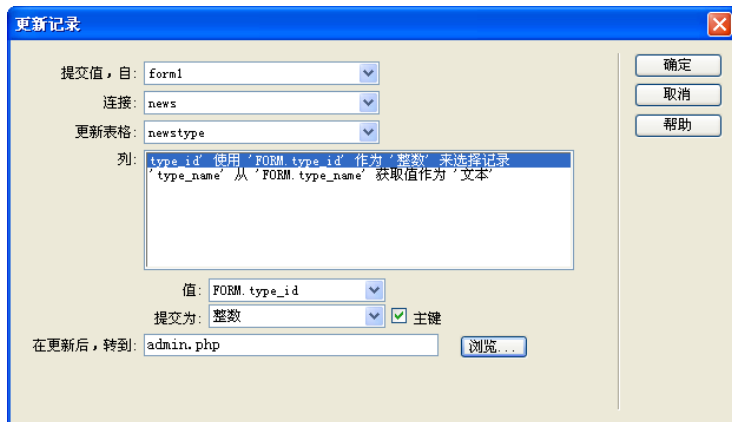 更新记录
提交值，自: form1
确定
连接: news
取消
更新表格: newstype
帮助
列: type_id' 使用 'FORM.type_id' 作为 '整数' 来选择记录
'type_name' 从 'FORM.type_name' 获取值作为 '文本'
值: FORM.type_id
提交为: 整数 主键
在更新后，转到: admin.php 浏览...